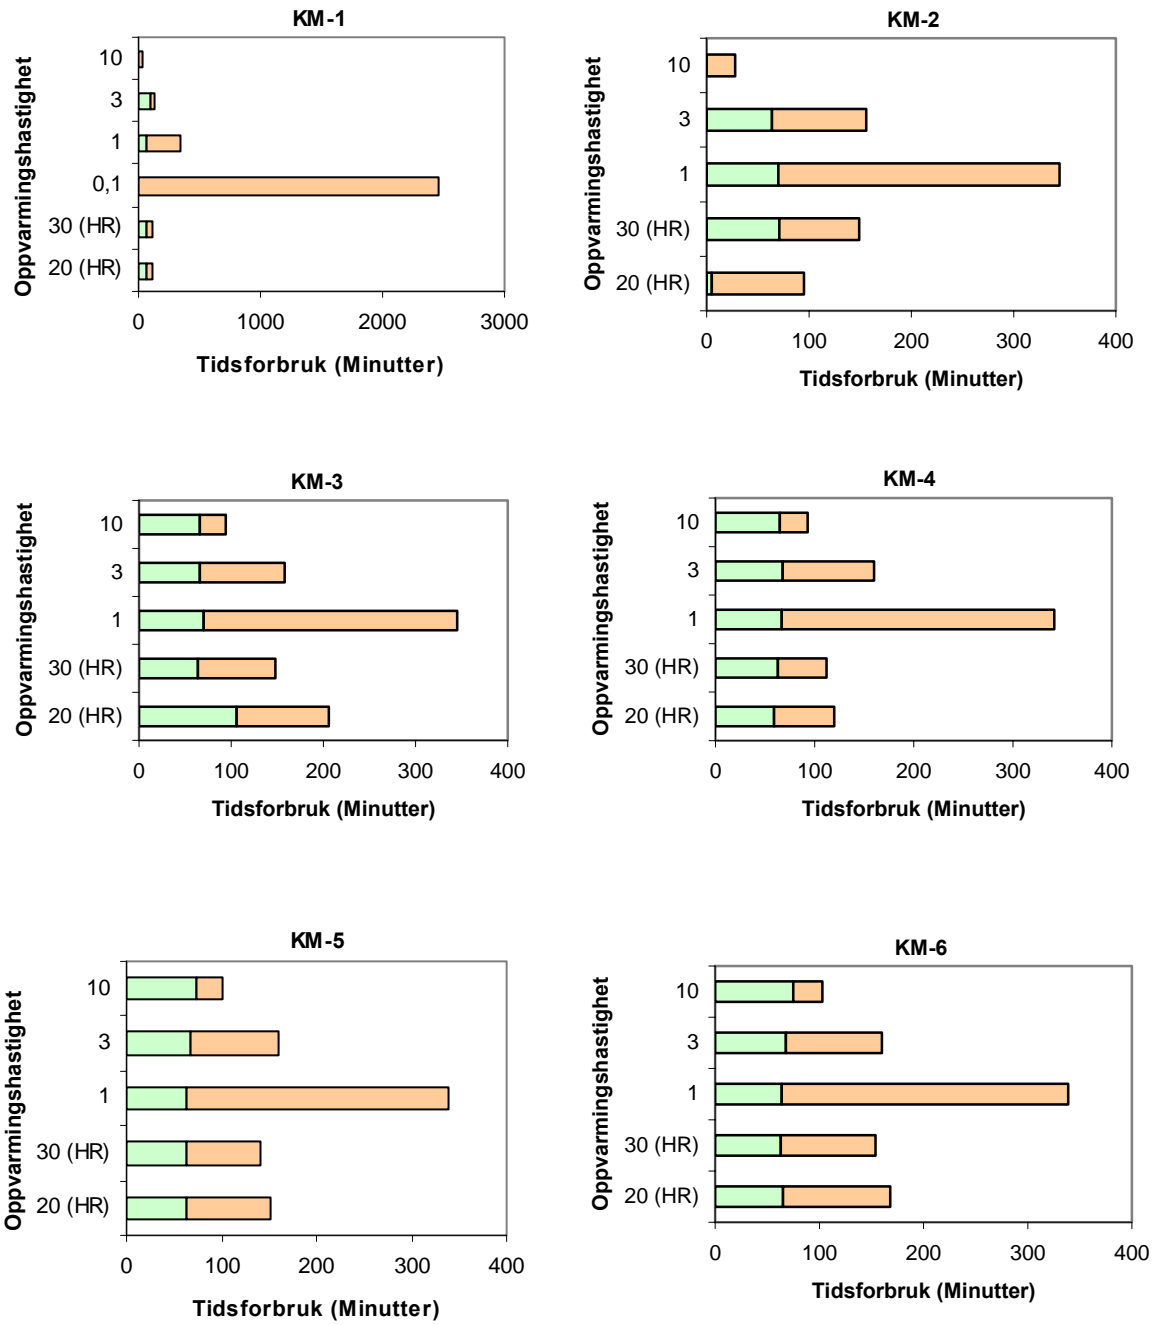 KM-1
Oppvarmingshastighet
10
3
1
0,1
30 (HR)
20 (HR)
0 1000 2000 3000
Tidsforbruk (Minutter)
KM-2
Oppvarmingshastighet
10
3
1
30 (HR)
20 (HR)
0 100 200 300 400
Tidsforbruk (Minutter)
KM-3
Oppvarmingshastighet
10
3
1
30 (HR)
20 (HR)
0 100 200 300 400
Tidsforbruk (Minutter)
KM-4
Oppvarmingshastighet
10
3
1
30 (HR)
20 (HR)
0 100 200 300 400
Tidsforbruk (Minutter)
KM-5
Oppvarmingshastighet
10
3
1
30 (HR)
20 (HR)
0 100 200 300 400
Tidsforbruk (Minutter)
KM-6
Oppvarmingshastighet
10
3
1
30 (HR)
20 (HR)
0 100 200 300 400
Tidsforbruk (Minutter)